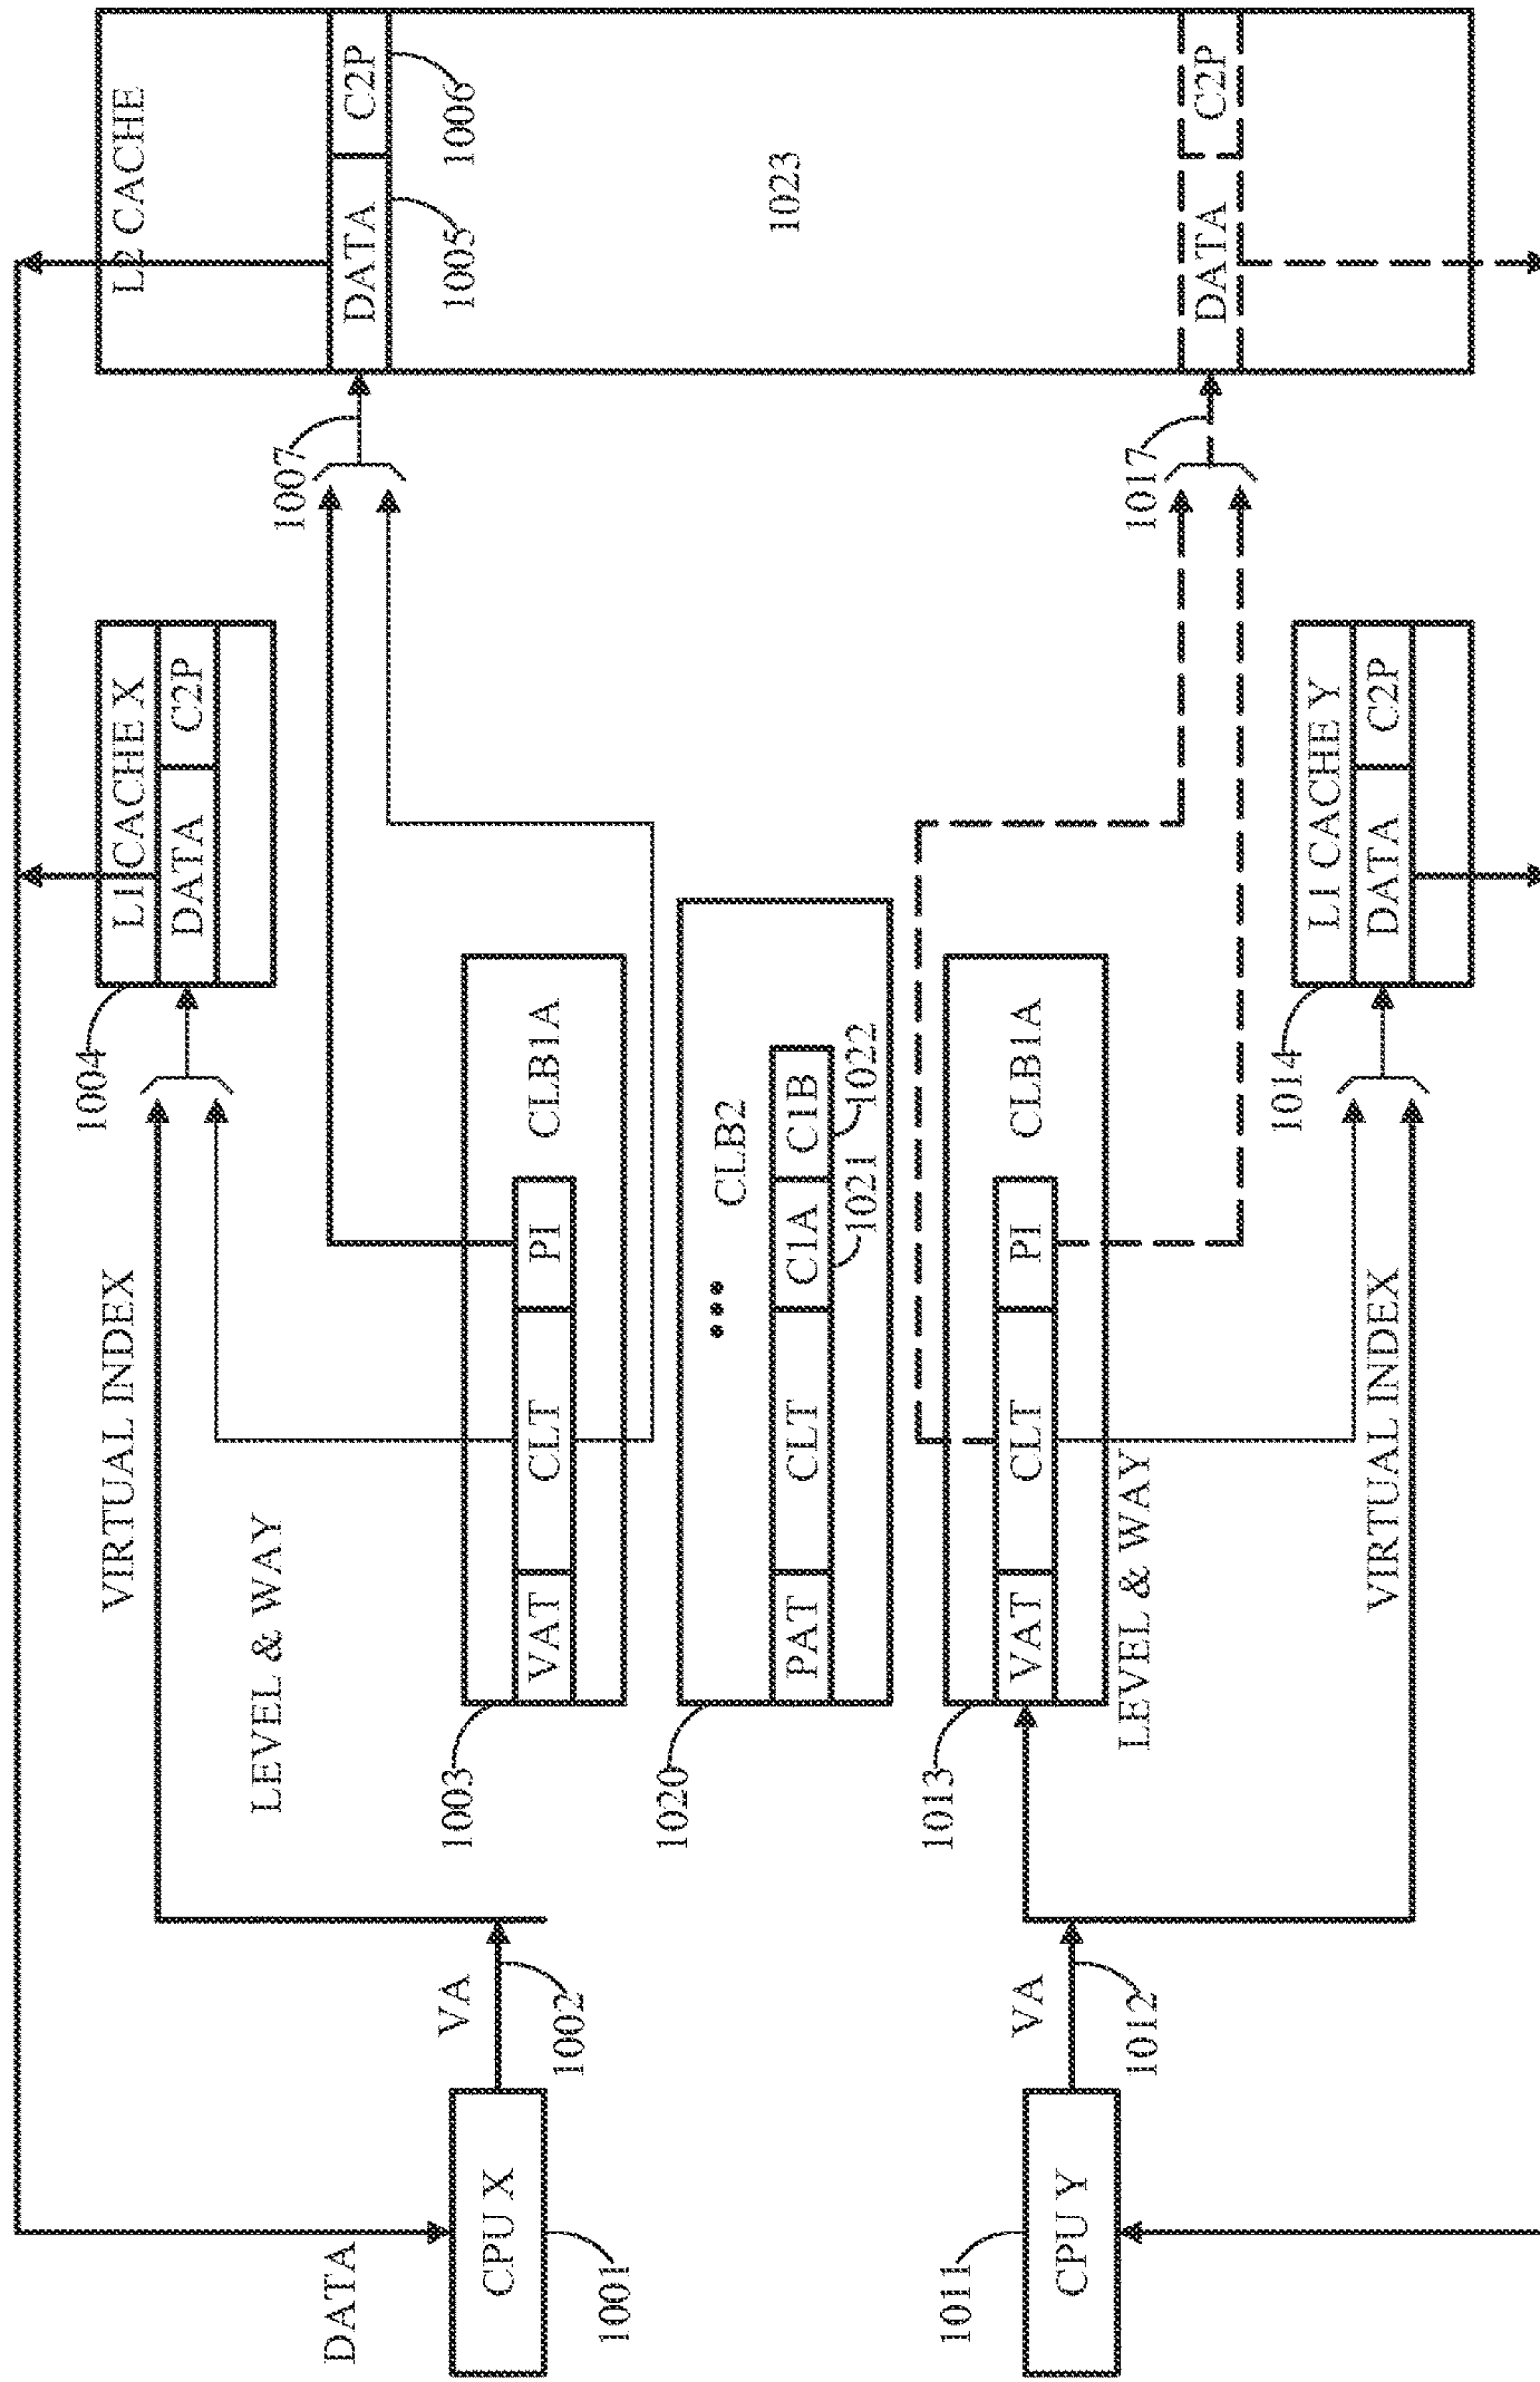 DATA
CPU X
1001
VA
1002
VIRTUAL INDEX
LEVEL & WAY
1003
VAT
CLT
PI
CLB1A
1004
L1 CACHE X
DATA
C2P
1007
L2 CACHE
DATA
C2P
1005
1006
1023
1020
CLB2
•••
PAT
CLT
C1A
C1B
1021
1022
CPU Y
1011
VA
1012
1013
VAT
CLT
PI
CLB1A
LEVEL & WAY
VIRTUAL INDEX
1014
L1 CACHE Y
DATA
C2P
1017
DATA
C2P